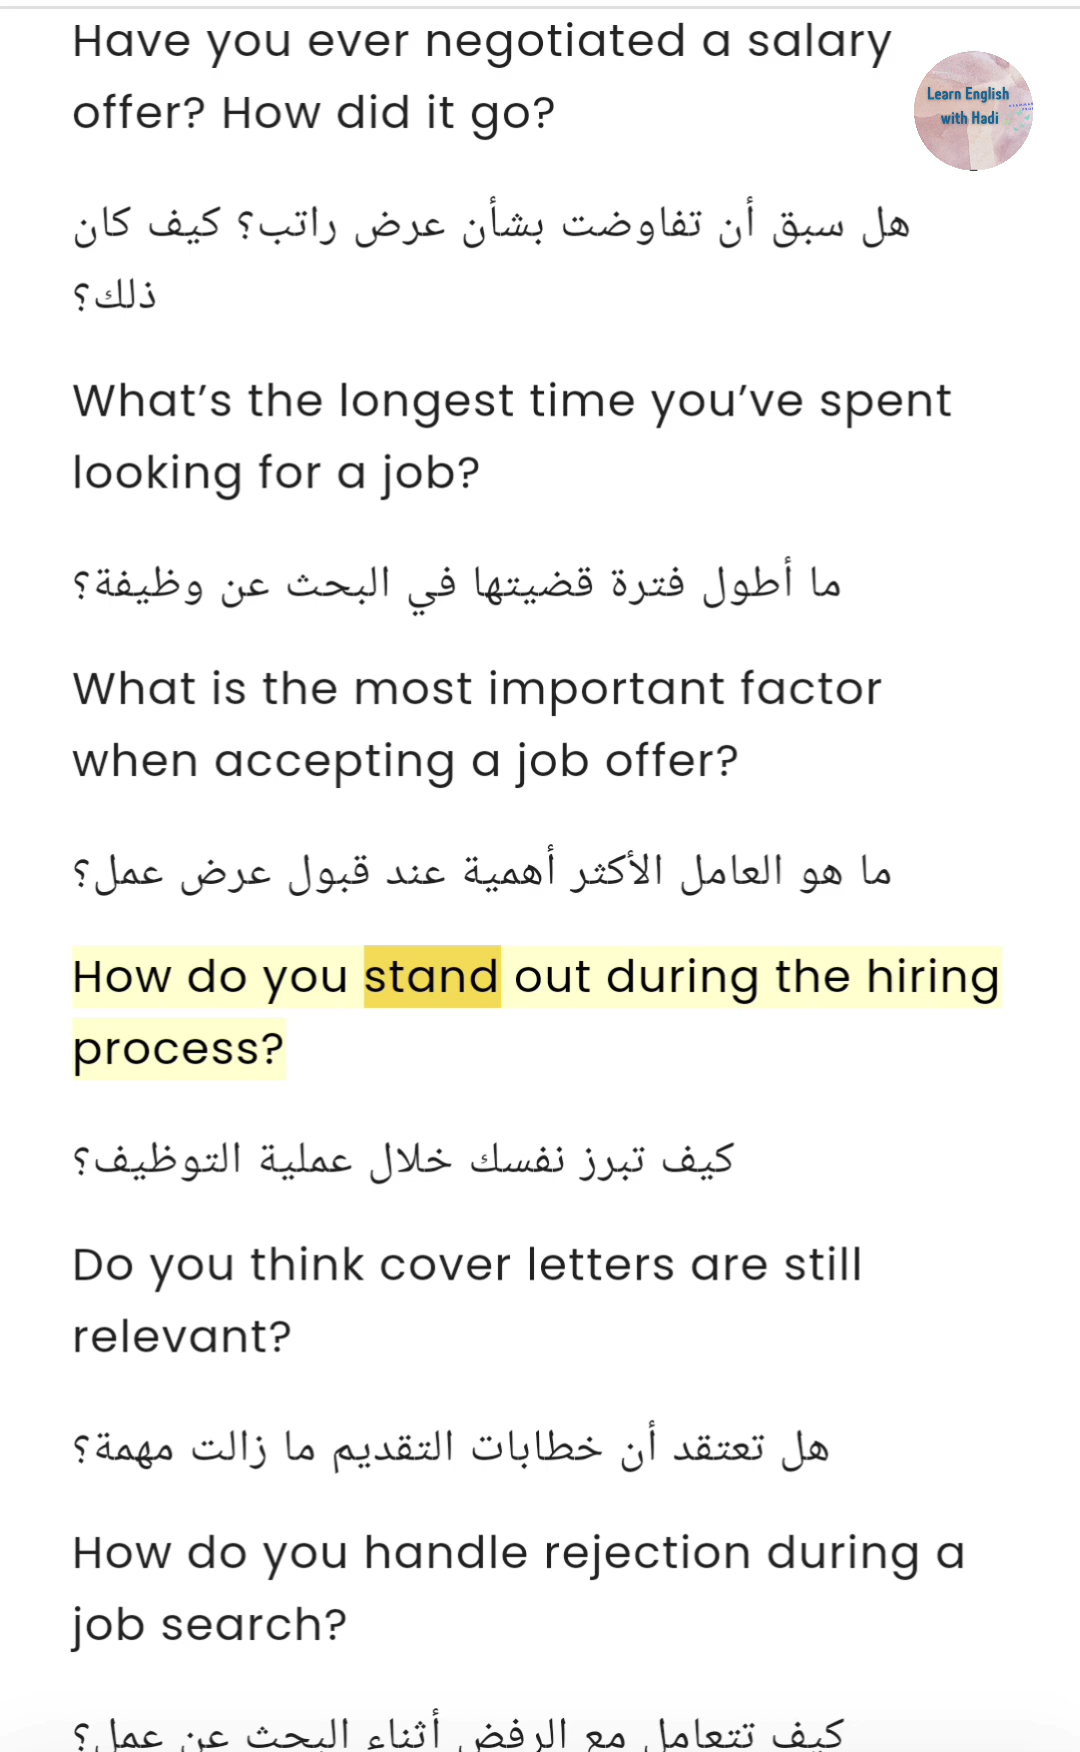 Have you ever negotiated a salary
offer? How did it go?
Learn English
with Hadi
هل سبق أن تفاوضت بشأن عرض راتب؟ كيف كان
ذلك؟
What’s the longest time you’ve spent
looking for a job?
ما أطول فترة قضيتها في البحث عن وظيفة؟
What is the most important factor
when accepting a job offer?
ما هو العامل الأكثر أهمية عند قبول عرض عمل؟
How do you stand out during the hiring
process?
كيف تبرز نفسك خلال عملية التوظيف؟
Do you think cover letters are still
relevant?
هل تعتقد أن خطابات التقديم ما زالت مهمة؟
How do you handle rejection during a
job search?
كيف تتعامل مع الرفض أثناء البحث عن عمل؟